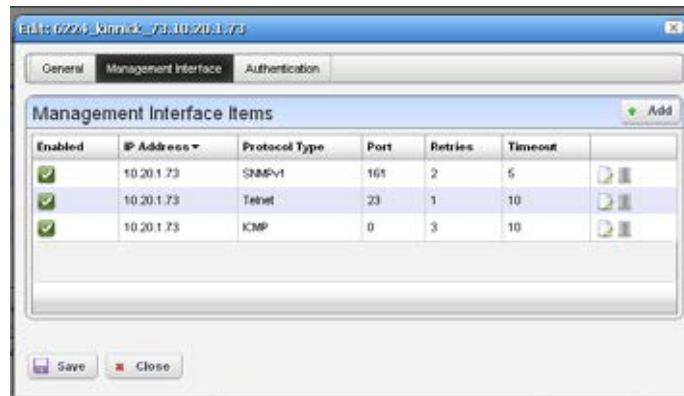 Edit: 6224_kinnick_73.10.20.1.73
General Management Interface Authentication
Management Interface Items Add
Enabled IP Address Protocol Type Port Retries Timeout
10.20.1.73 SNMPv1 161 2 5
10.20.1.73 Telnet 23 1 10
10.20.1.73 ICMP 0 3 10
Save Close